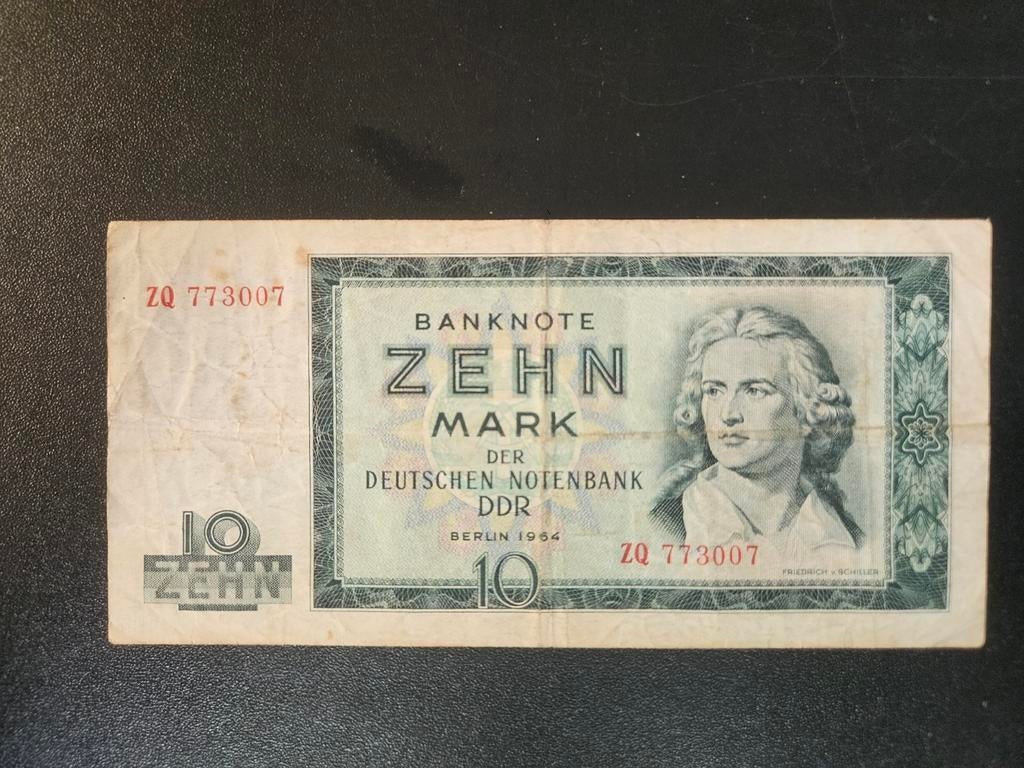 ZQ 773007
BANKNOTE
ZEHN
MARK
DER
DEUTSCHEN NOTENBANK
DDR
BERLIN 1964
10
ZQ 773007
FRIEDRICH v. SCHILLER
10
ZEHN